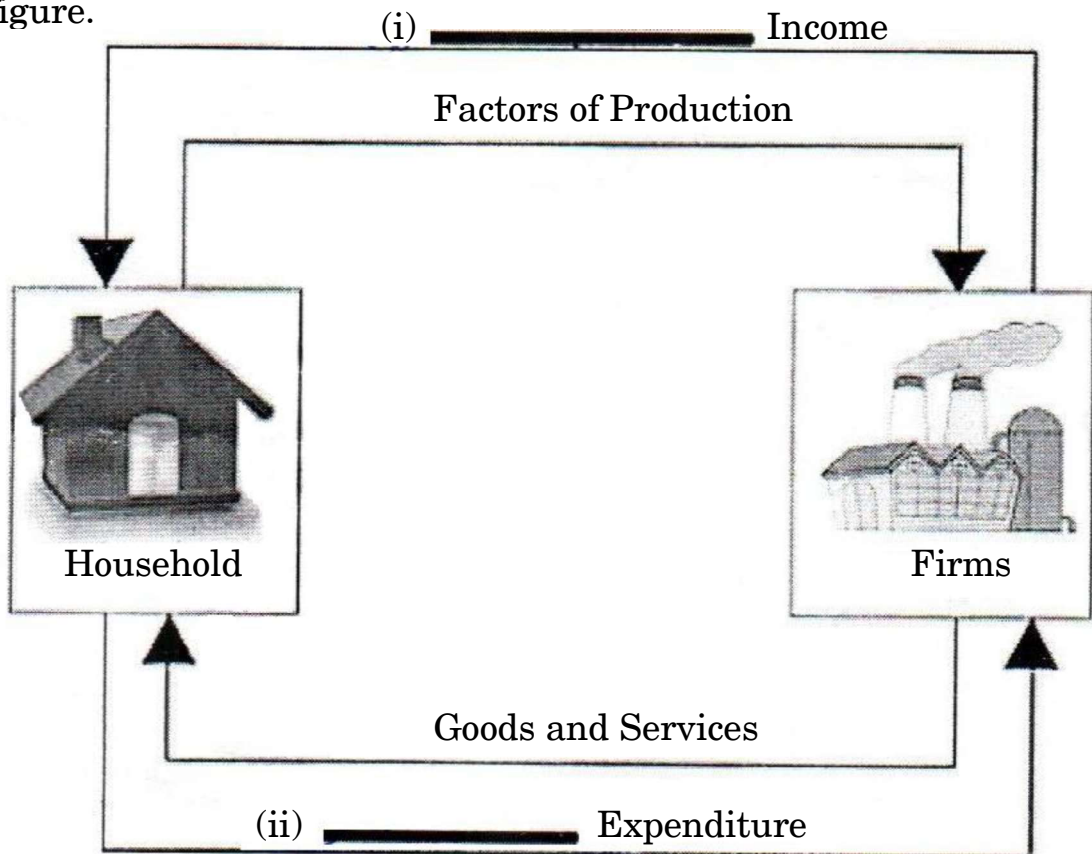 igure.
(i) Income
Factors of Production
Household
Firms
Goods and Services
(ii) Expenditure